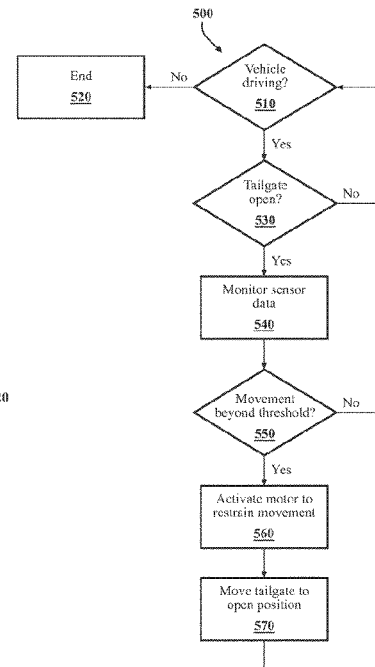 500
Vehicle
driving?
510
No
End
520
Yes
Tailgate
open?
530
No
Yes
Monitor sensor
data
540
Movement
beyond threshold?
550
No
Yes
Activate motor to
restrain movement
560
Move tailgate to
open position
570